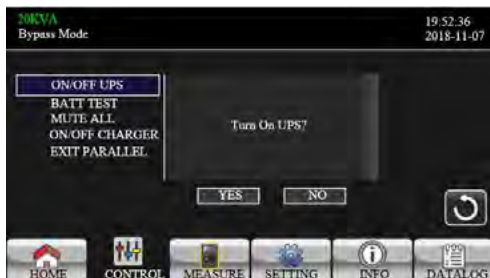 20KVA
Bypass Mode
19:52:36
2018-11-07
ON/OFF UPS
BATT TEST
MUTE ALL
ON/OFF CHARGER
EXIT PARALLEL
Turn On UPS?
YES
NO
HOME
CONTROL
MEASURE
SETTING
INFO
DATALOG